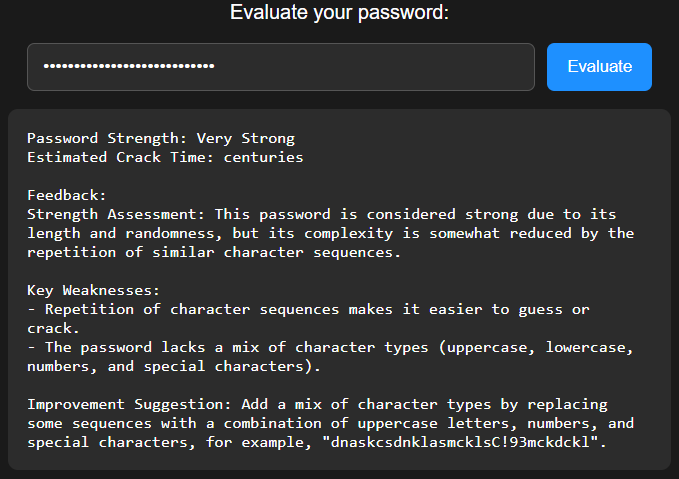 Evaluate your password:
••••••••••••••••••••••••••••
Evaluate
Password Strength: Very Strong
Estimated Crack Time: centuries
Feedback:
Strength Assessment: This password is considered strong due to its
length and randomness, but its complexity is somewhat reduced by the
repetition of similar character sequences.
Key Weaknesses:
- Repetition of character sequences makes it easier to guess or
crack.
- The password lacks a mix of character types (uppercase, lowercase,
numbers, and special characters).
Improvement Suggestion: Add a mix of character types by replacing
some sequences with a combination of uppercase letters, numbers, and
special characters, for example, "dnaskcsdnklasmcklsC!93mckdckl".